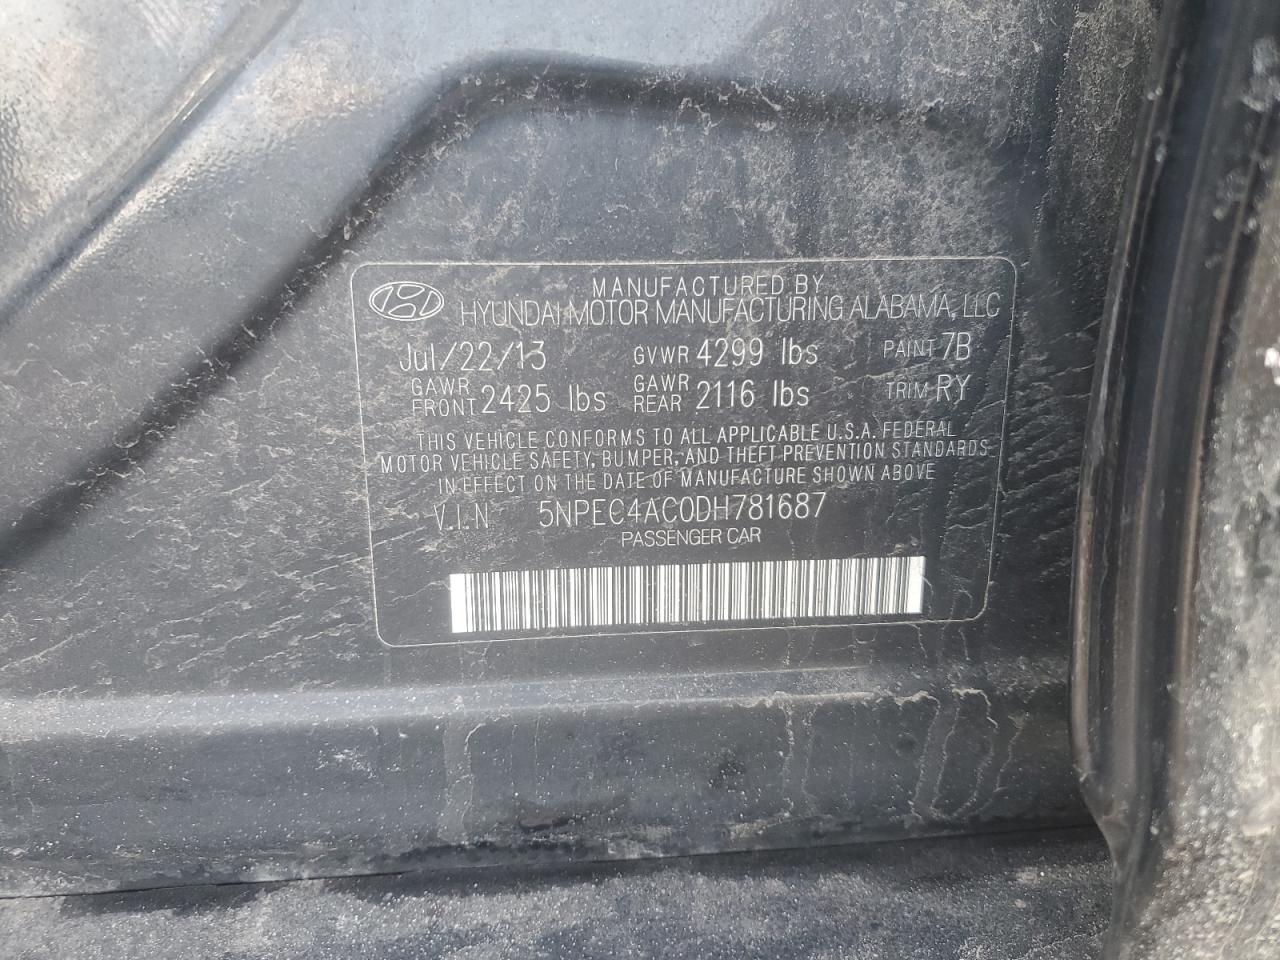 MANUFACTURED BY
HYUNDAI MOTOR MANUFACTURING ALABAMA, LLC
Jul/22/13 GVWR 4299 lbs PAINT 7B
GAWR FRONT 2425 lbs GAWR REAR 2116 lbs TRIM RY
THIS VEHICLE CONFORMS TO ALL APPLICABLE U.S.A. FEDERAL
MOTOR VEHICLE SAFETY, BUMPER, AND THEFT PREVENTION STANDARDS
IN EFFECT ON THE DATE OF MANUFACTURE SHOWN ABOVE
V.I.N 5NPEC4AC0DH781687
PASSENGER CAR